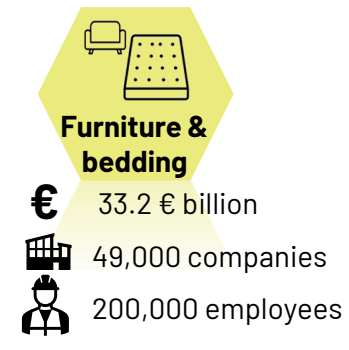 Furniture &
bedding
€ 33.2 € billion
49,000 companies
200,000 employees